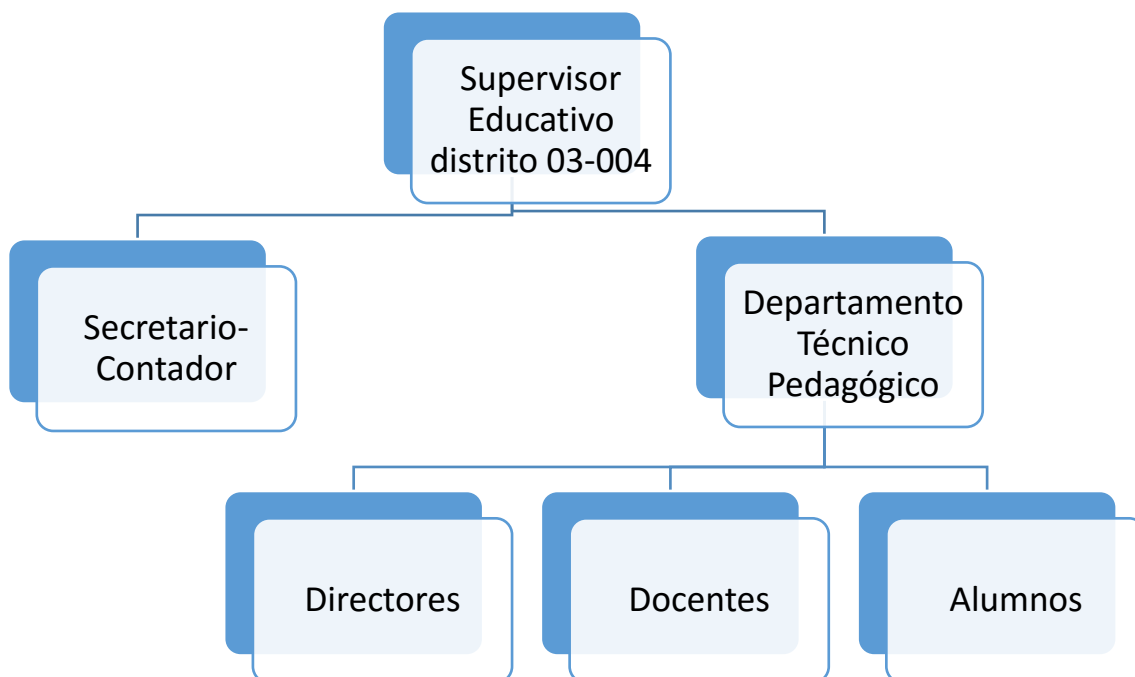 Supervisor
Educativo
distrito 03-004
Secretario-
Contador
Departamento
Técnico
Pedagógico
Directores
Docentes
Alumnos